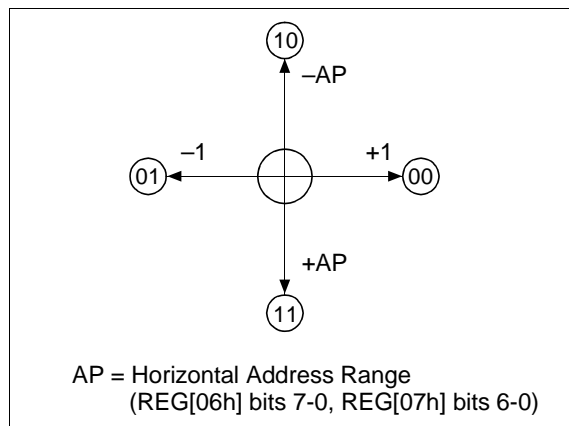 10
–AP
–1
+1
01
00
+AP
11
AP = Horizontal Address Range
(REG[06h] bits 7-0, REG[07h] bits 6-0)